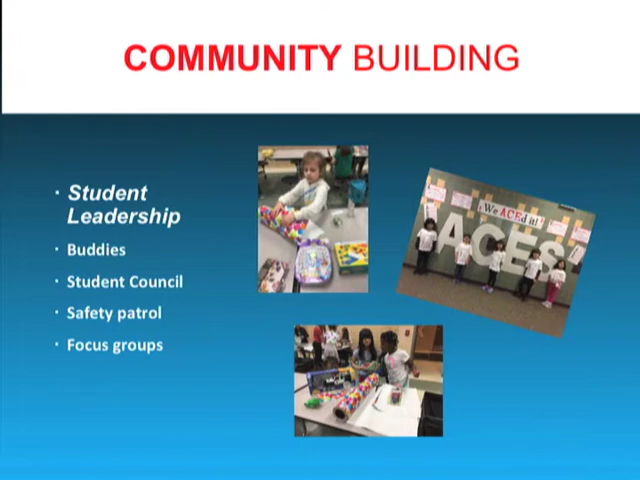 COMMUNITY BUILDING
· Student
Leadership
· Buddies
· Student Council
· Safety patrol
· Focus groups
We ACEd it!
ACES